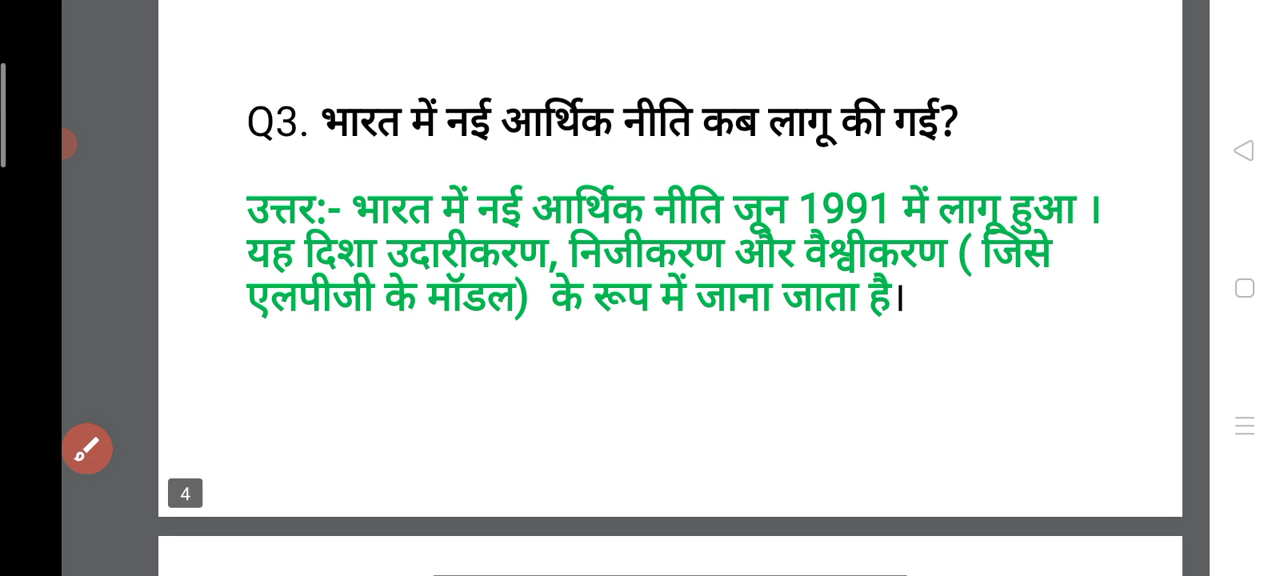 Q3. भारत में नई आर्थिक नीति कब लागू की गई?
उत्तर:- भारत में नई आर्थिक नीति जून 1991 में लागू हुआ ।
यह दिशा उदारीकरण, निजीकरण और वैश्वीकरण ( जिसे
एलपीजी के मॉडल) के रूप में जाना जाता है।
4